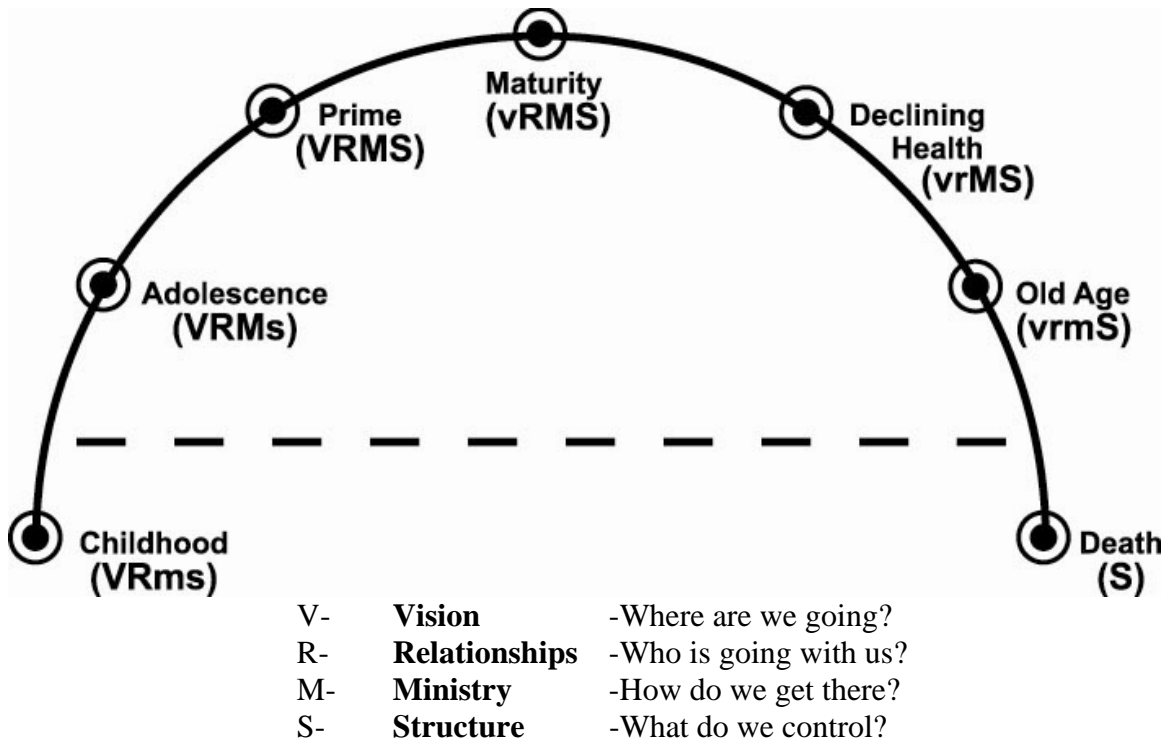 Maturity
(vRMS)
Prime
(VRMS)
Declining
Health
(vrMS)
Adolescence
(VRMs)
Old Age
(vrmS)
Childhood
(VRms)
Death
(S)
V- Vision -Where are we going?
R- Relationships -Who is going with us?
M- Ministry -How do we get there?
S- Structure -What do we control?